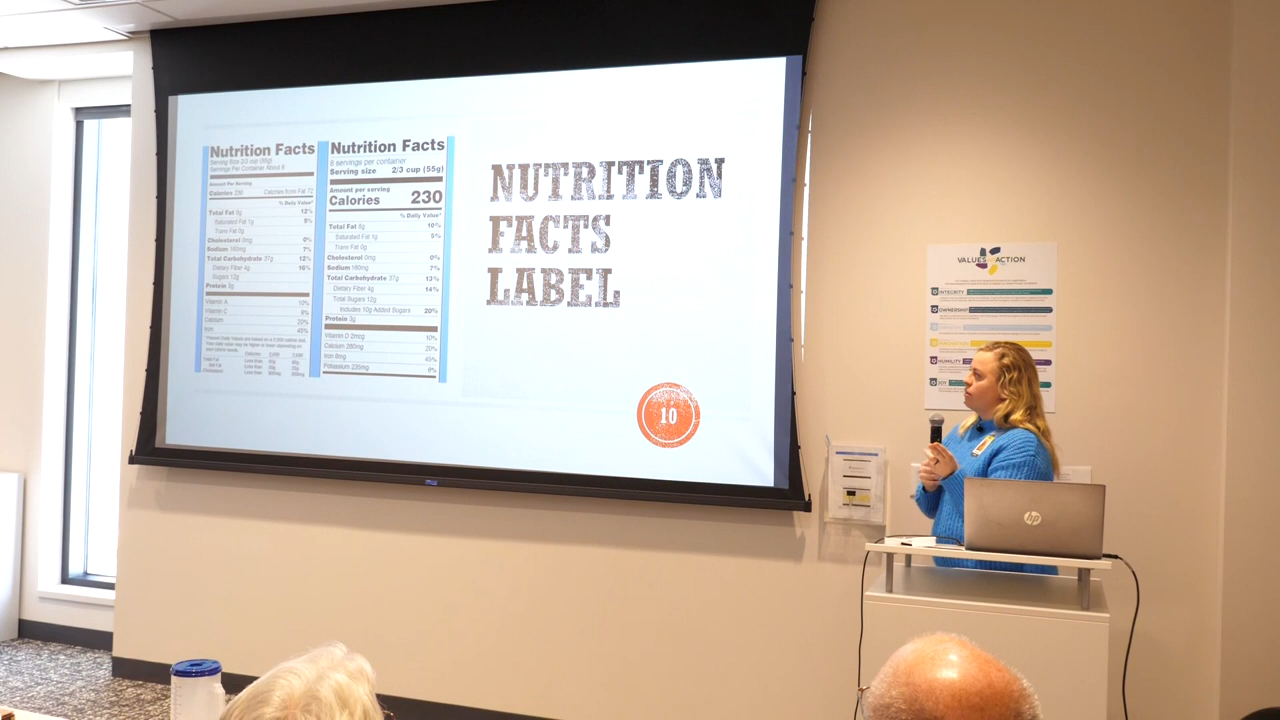 Nutrition Facts
Serving Size 2/3 cup (55g)
Servings Per Container About 8
Amount Per Serving
Calories 230 Calories from Fat 72
% Daily Value*
Total Fat 8g 12%
Saturated Fat 1g 5%
Trans Fat 0g
Cholesterol 0mg 0%
Sodium 160mg 7%
Total Carbohydrate 37g 12%
Dietary Fiber 4g 16%
Sugars 12g
Protein 3g
Vitamin A 10%
Vitamin C 8%
Calcium 20%
Iron 45%
Nutrition Facts
8 servings per container
Serving size 2/3 cup (55g)
Amount per serving
Calories 230
% Daily Value*
Total Fat 8g 10%
Saturated Fat 1g 5%
Trans Fat 0g
Cholesterol 0mg 0%
Sodium 160mg 7%
Total Carbohydrate 37g 13%
Dietary Fiber 4g 14%
Total Sugars 12g
Includes 10g Added Sugars 20%
Protein 3g
Vitamin D 2mcg 10%
Calcium 260mg 20%
Iron 8mg 45%
Potassium 235mg 6%
NUTRITION
FACTS
LABEL
10
VALUES ACTION
INTEGRITY
OWNERSHIP
HUMILITY
JOY
hp